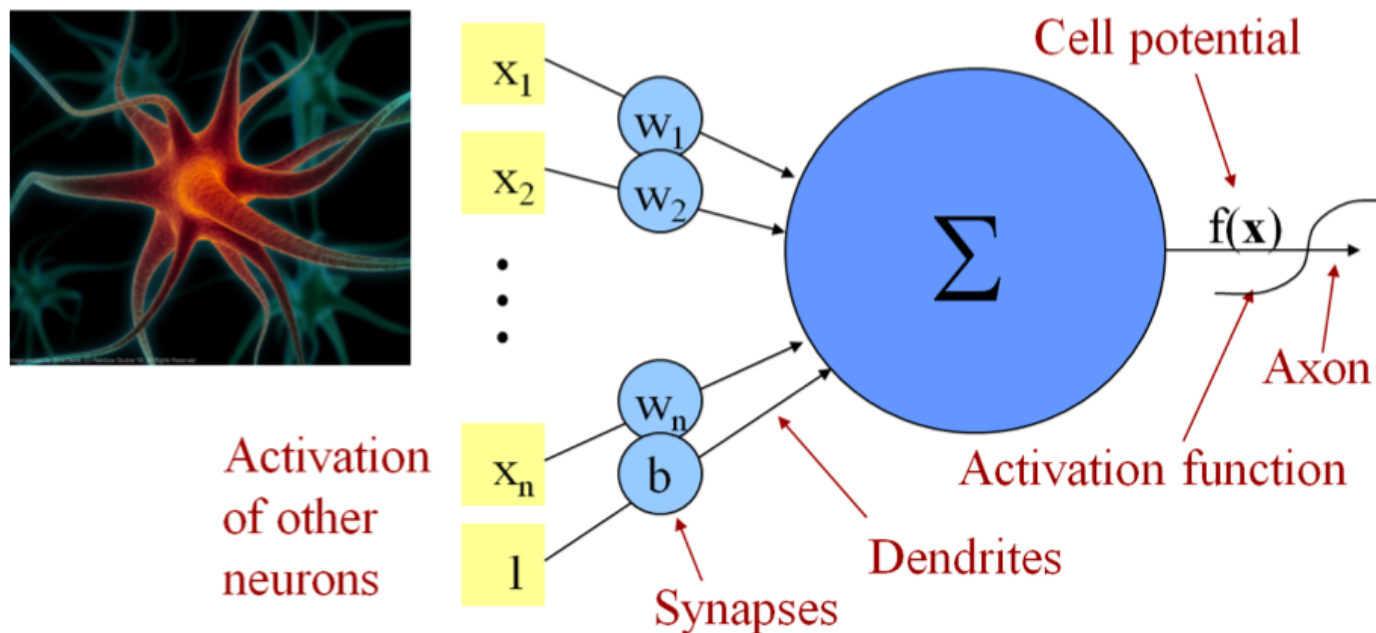 Cell potential
x1
w1
x2
w2
Σ
f(x)
Axon
wn
Activation function
Activation
of other
neurons
xn
b
Dendrites
1
Synapses